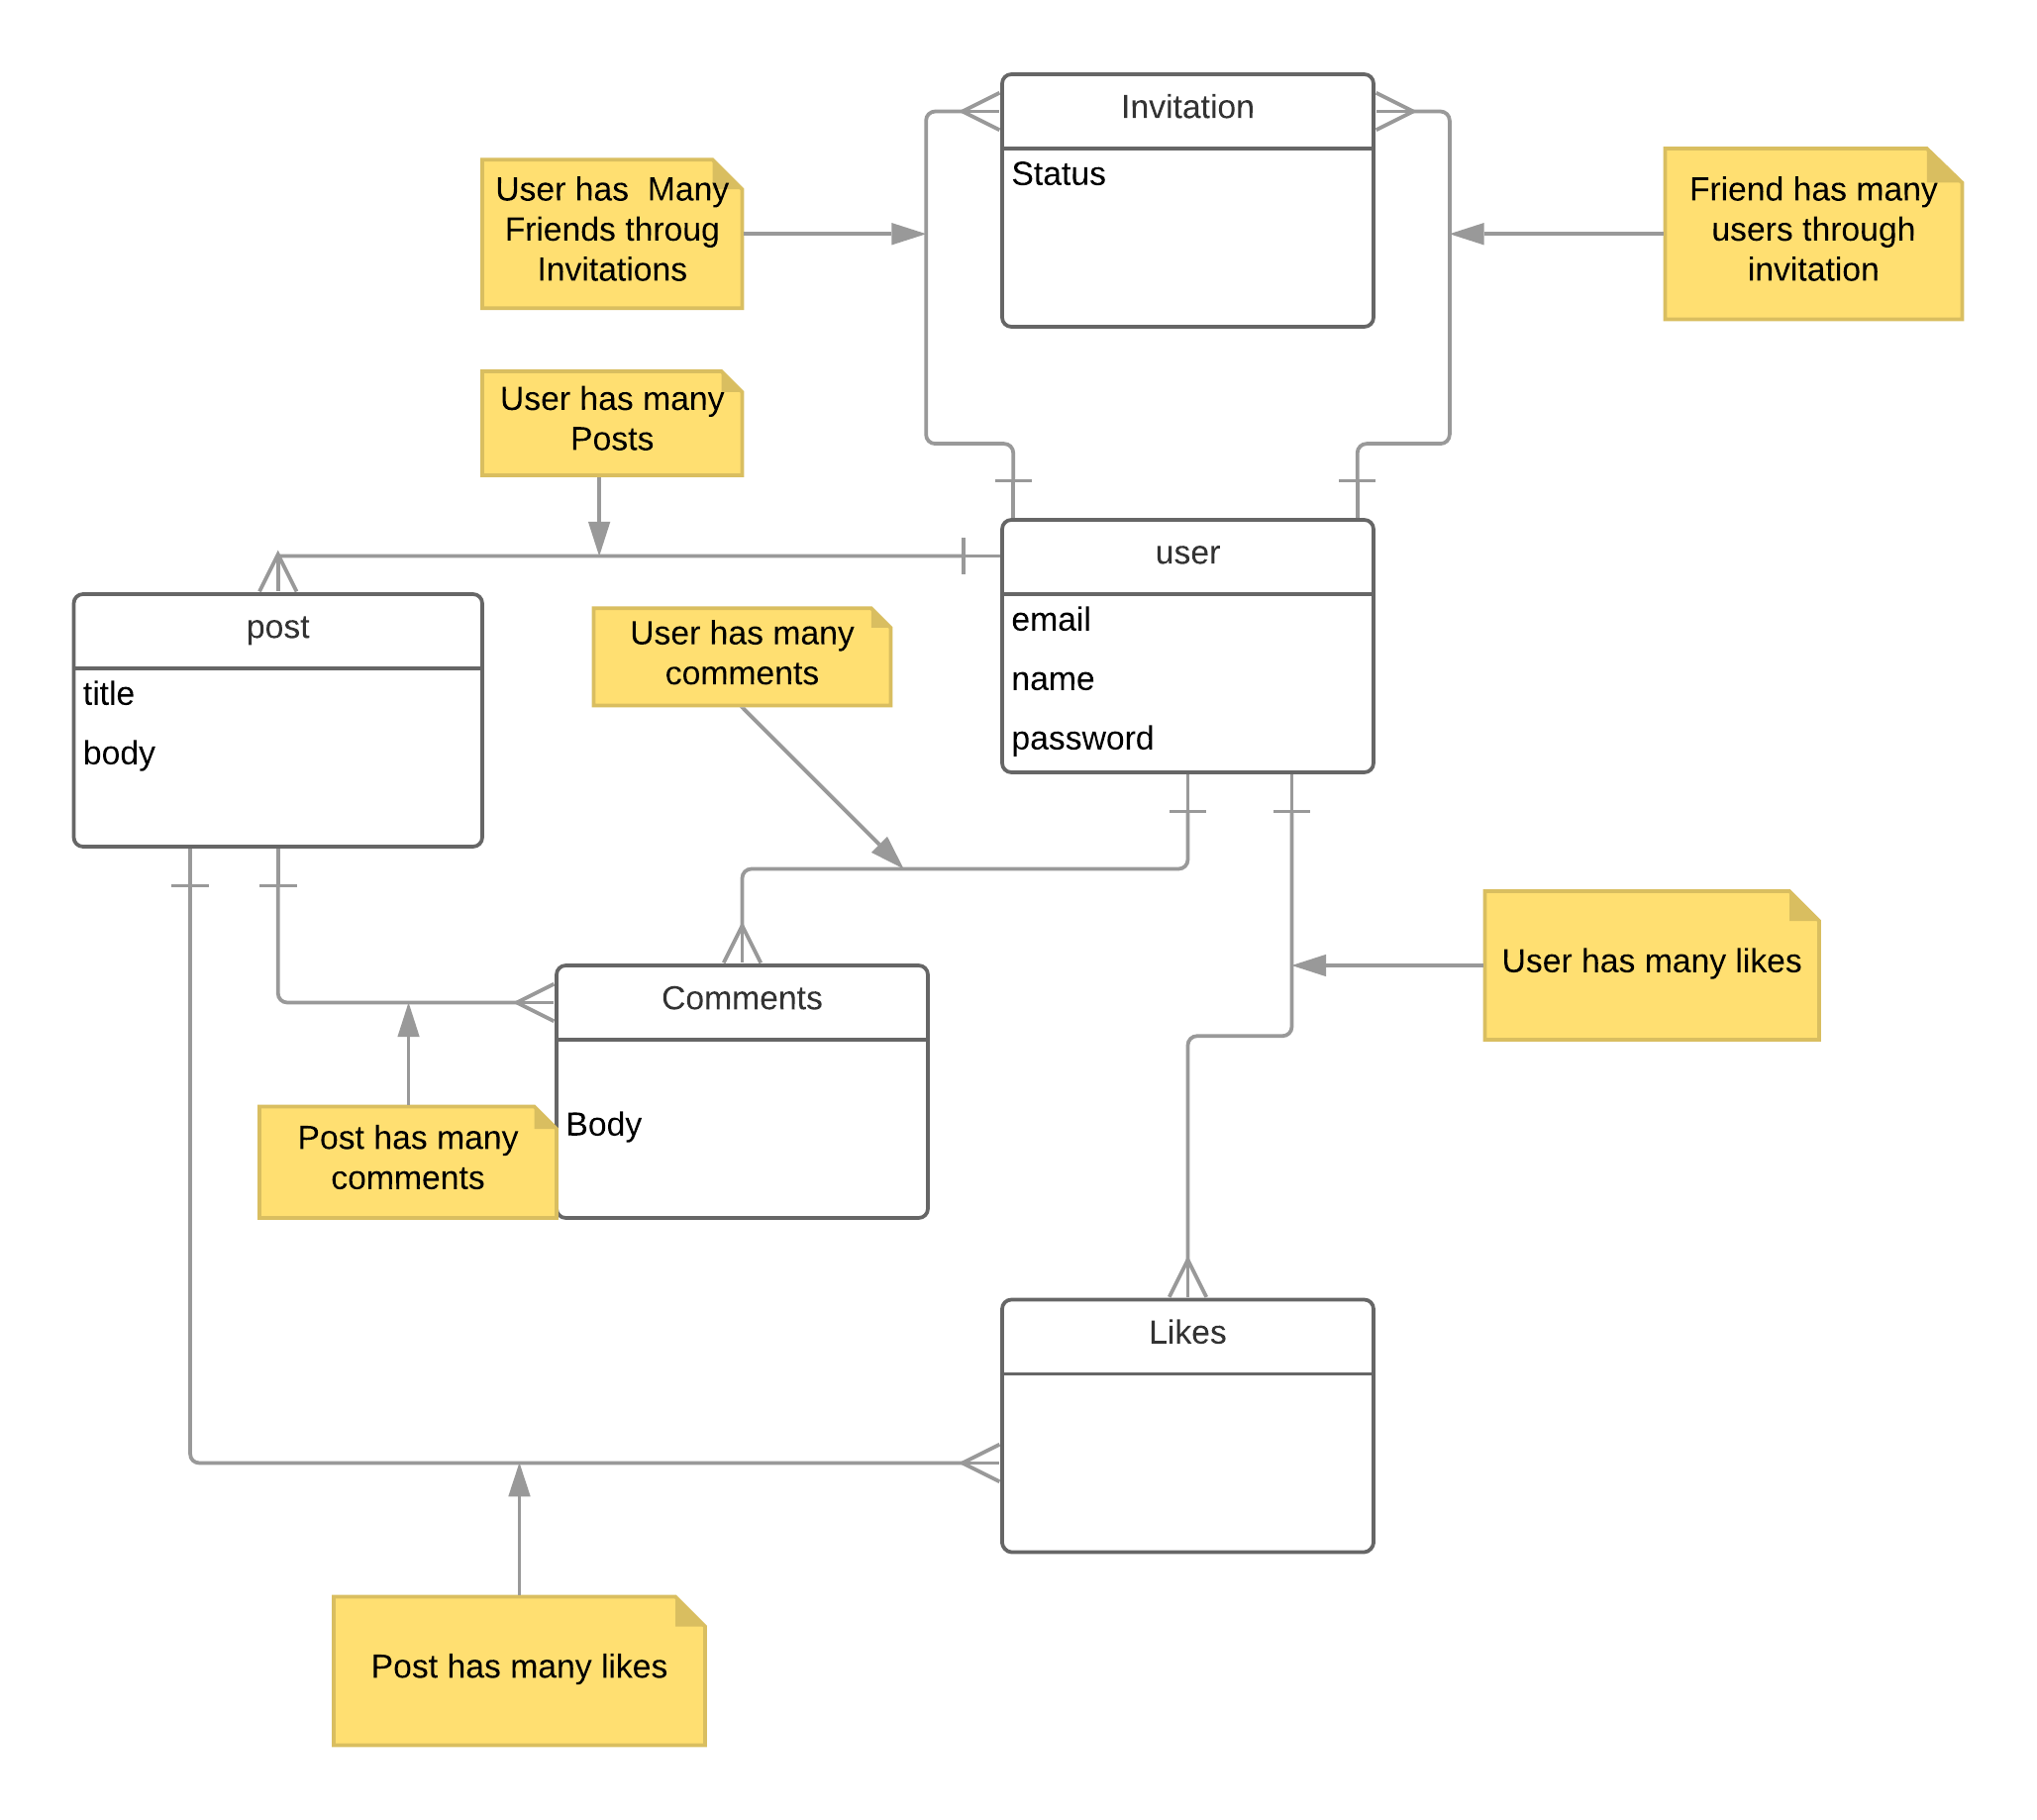 Invitation
Status
User has  Many
Friends throug
Invitations
Friend has many
users through
invitation
User has many
Posts
user
email
name
password
post
title
body
User has many
comments
User has many likes
Comments
Body
Post has many
comments
Likes
Post has many likes